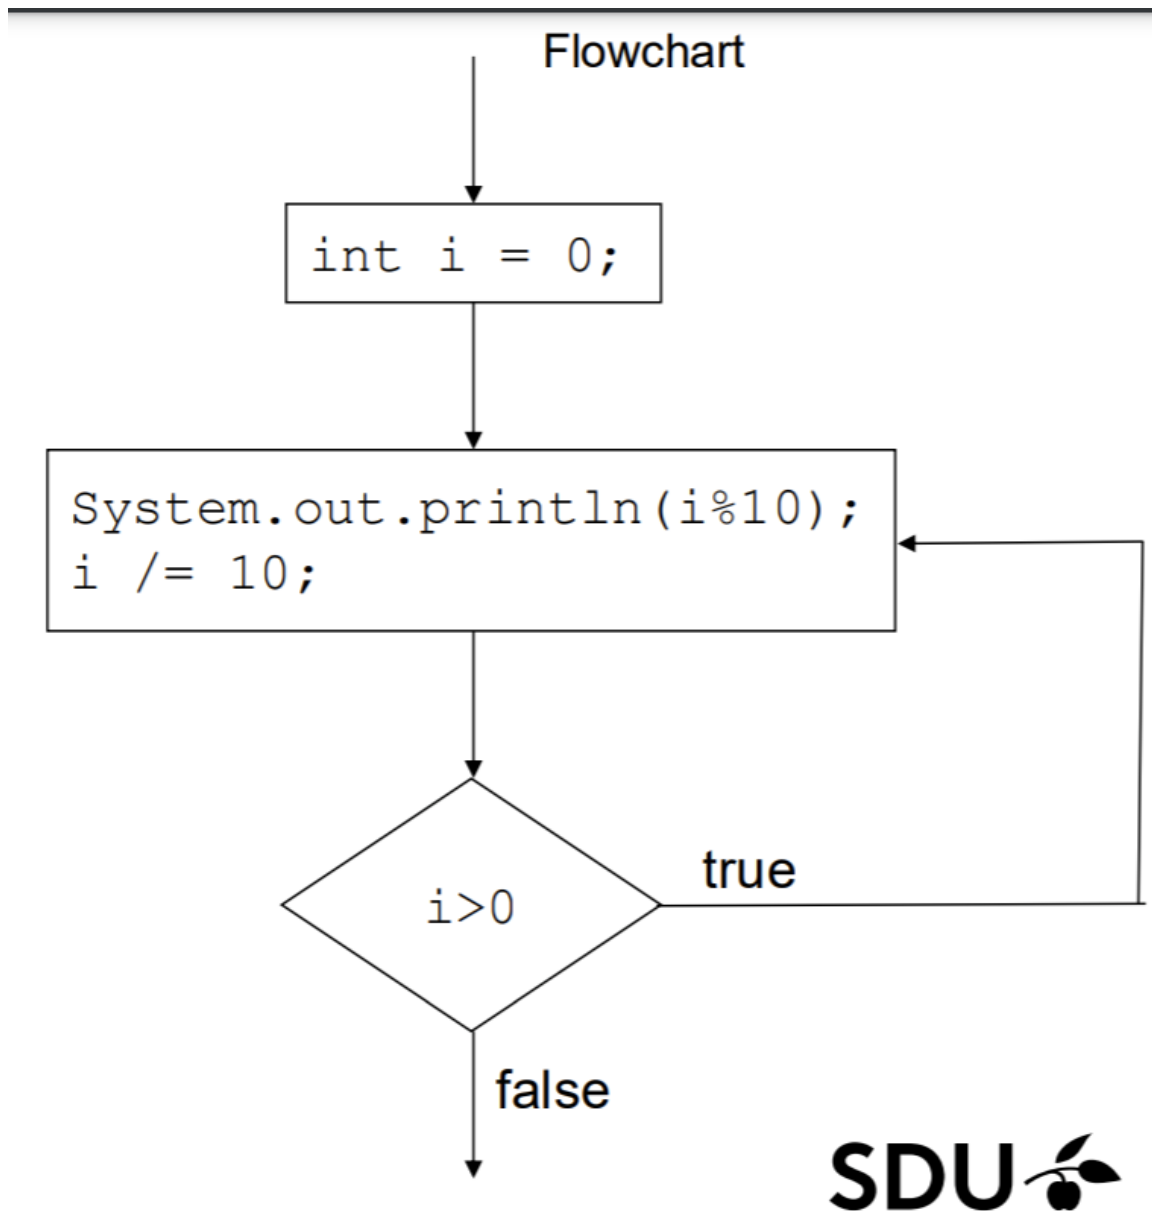 Flowchart
int i = 0;
System.out.println(i%10);
i /= 10;
i>0
true
false
SDU